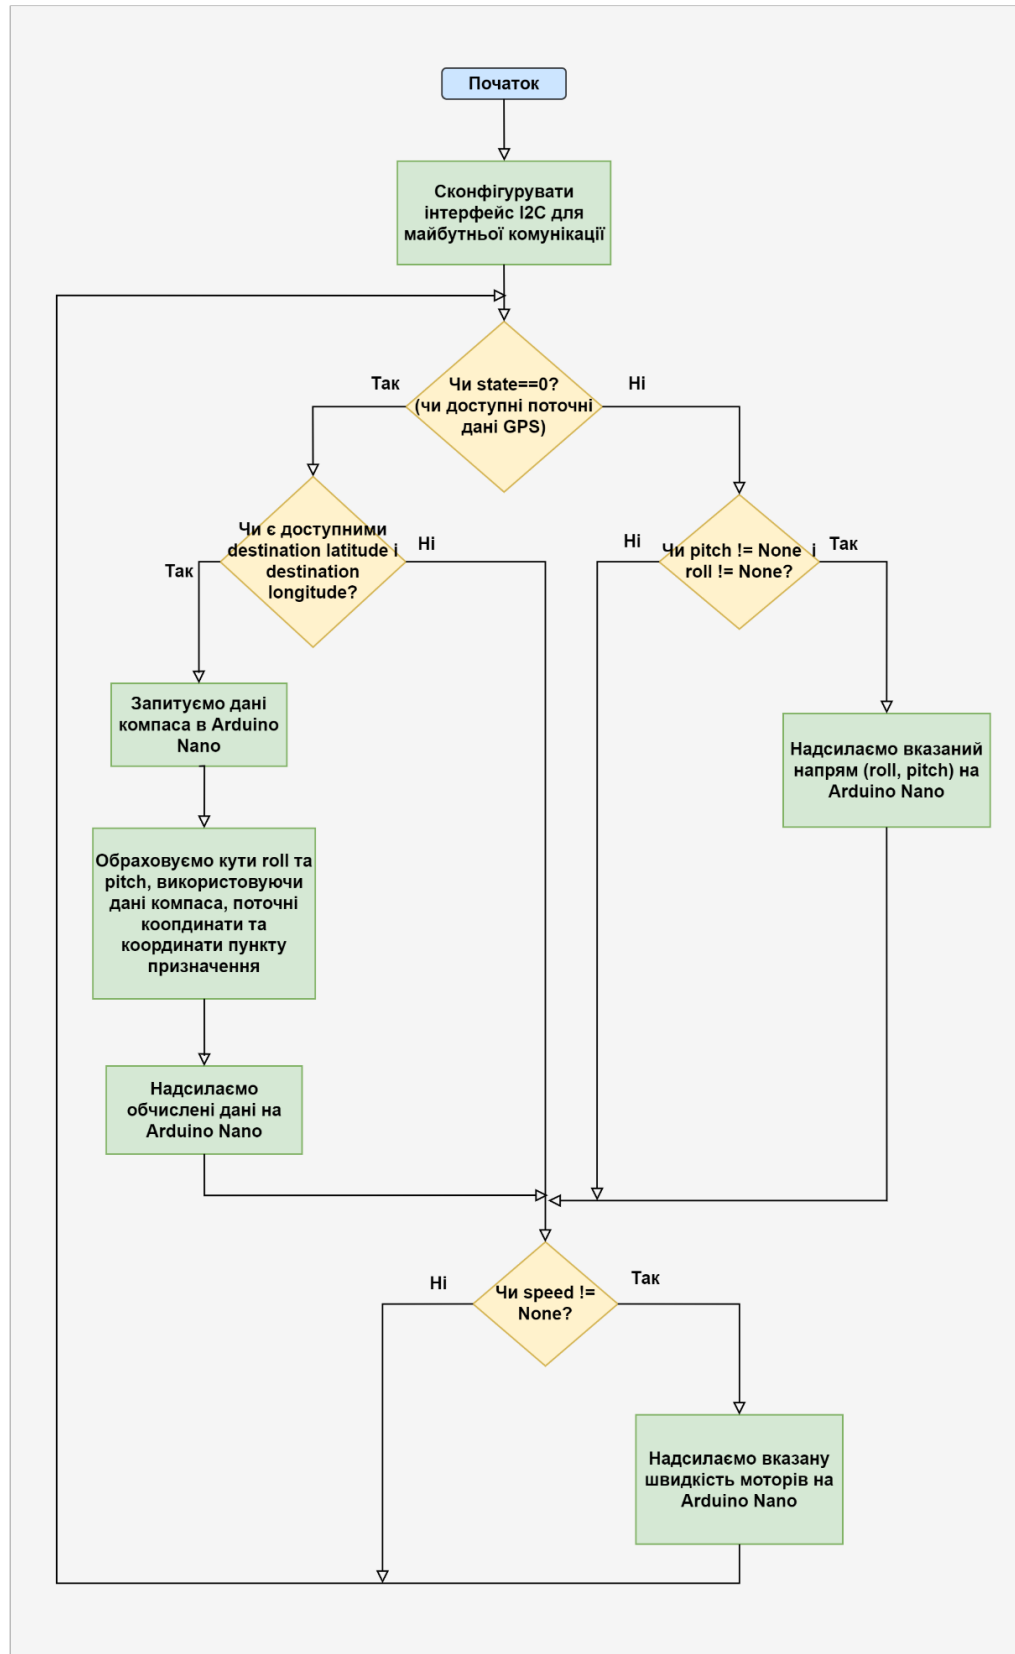 Початок
Сконфігурувати
інтерфейс I2C для
майбутньої комунікації
Так
Чи state==0?
(чи доступні поточні
дані GPS)
Ні
Чи є доступними
destination latitude і
destination
longitude?
Ні
Так
Ні
Чи pitch != None і
roll != None?
Так
Запитуємо дані
компаса в Arduino
Nano
Надсилаємо вказаний
напрям (roll, pitch) на
Arduino Nano
Обраховуємо кути roll та
pitch, використовуючи
дані компаса, поточні
коопдинати та
координати пункту
призначення
Надсилаємо
обчислені дані на
Arduino Nano
Ні
Чи speed !=
None?
Так
Надсилаємо вказану
швидкість моторів на
Arduino Nano